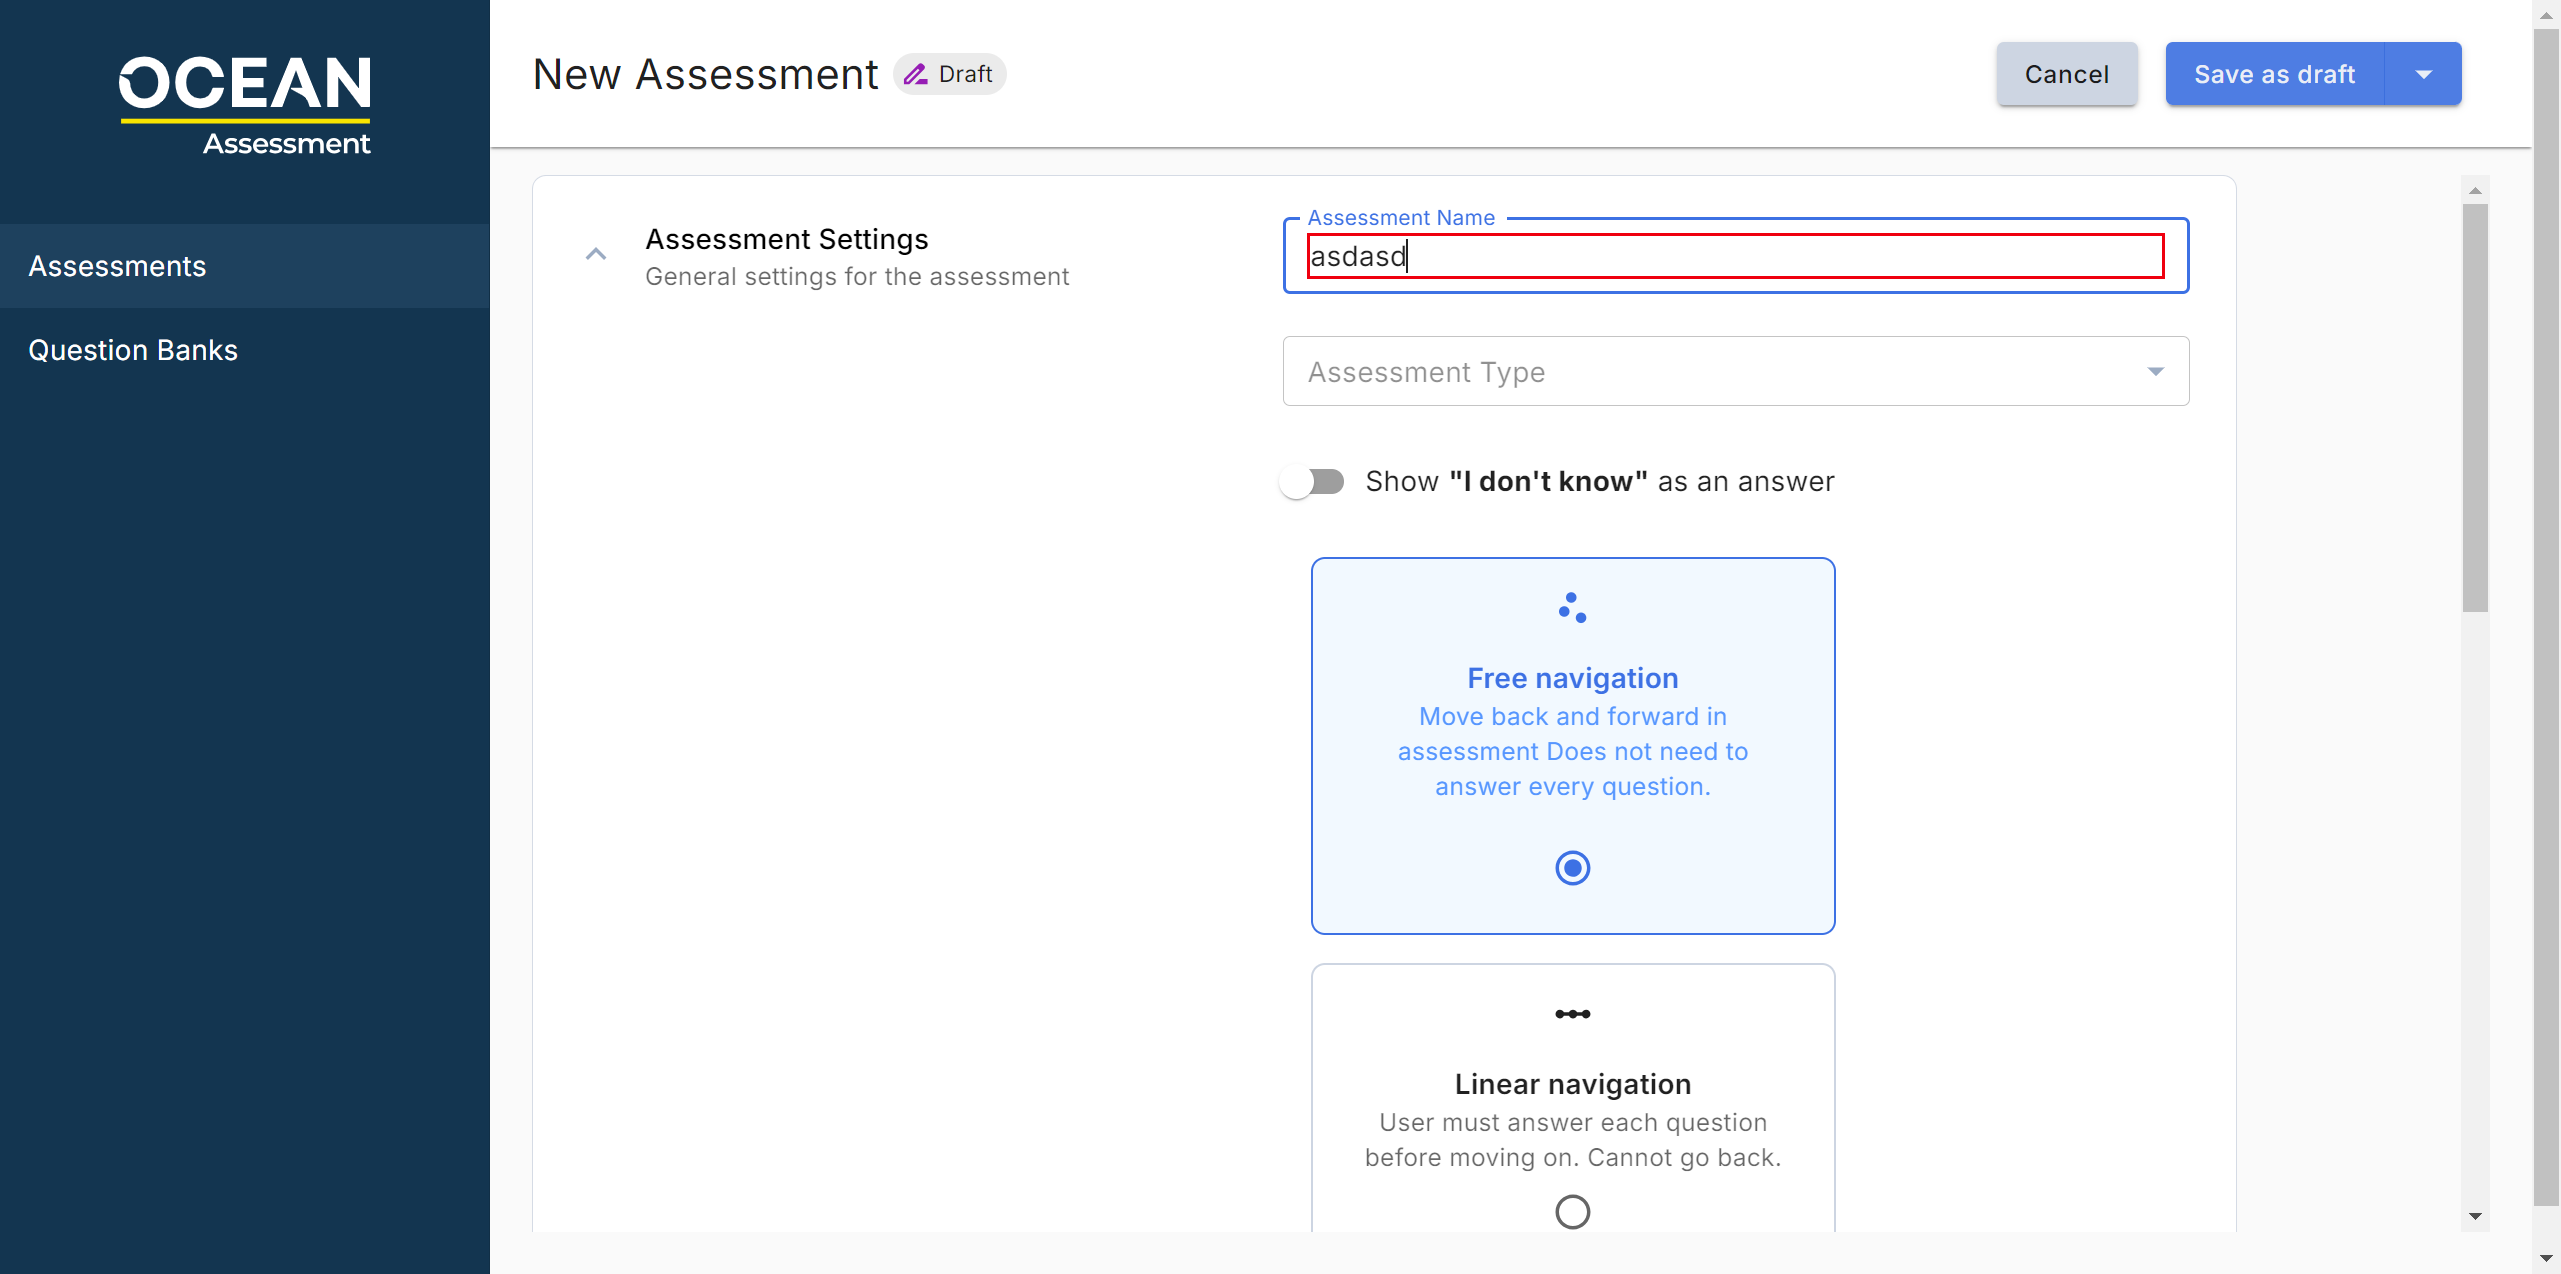 OCEAN
Assessment
Assessments
Question Banks
New Assessment
Draft
Cancel
Save as draft
Assessment Settings
General settings for the assessment
Assessment Name
asdasd
Assessment Type
Show "I don't know" as an answer
Free navigation
Move back and forward in
assessment Does not need to
answer every question.
Linear navigation
User must answer each question
before moving on. Cannot go back.